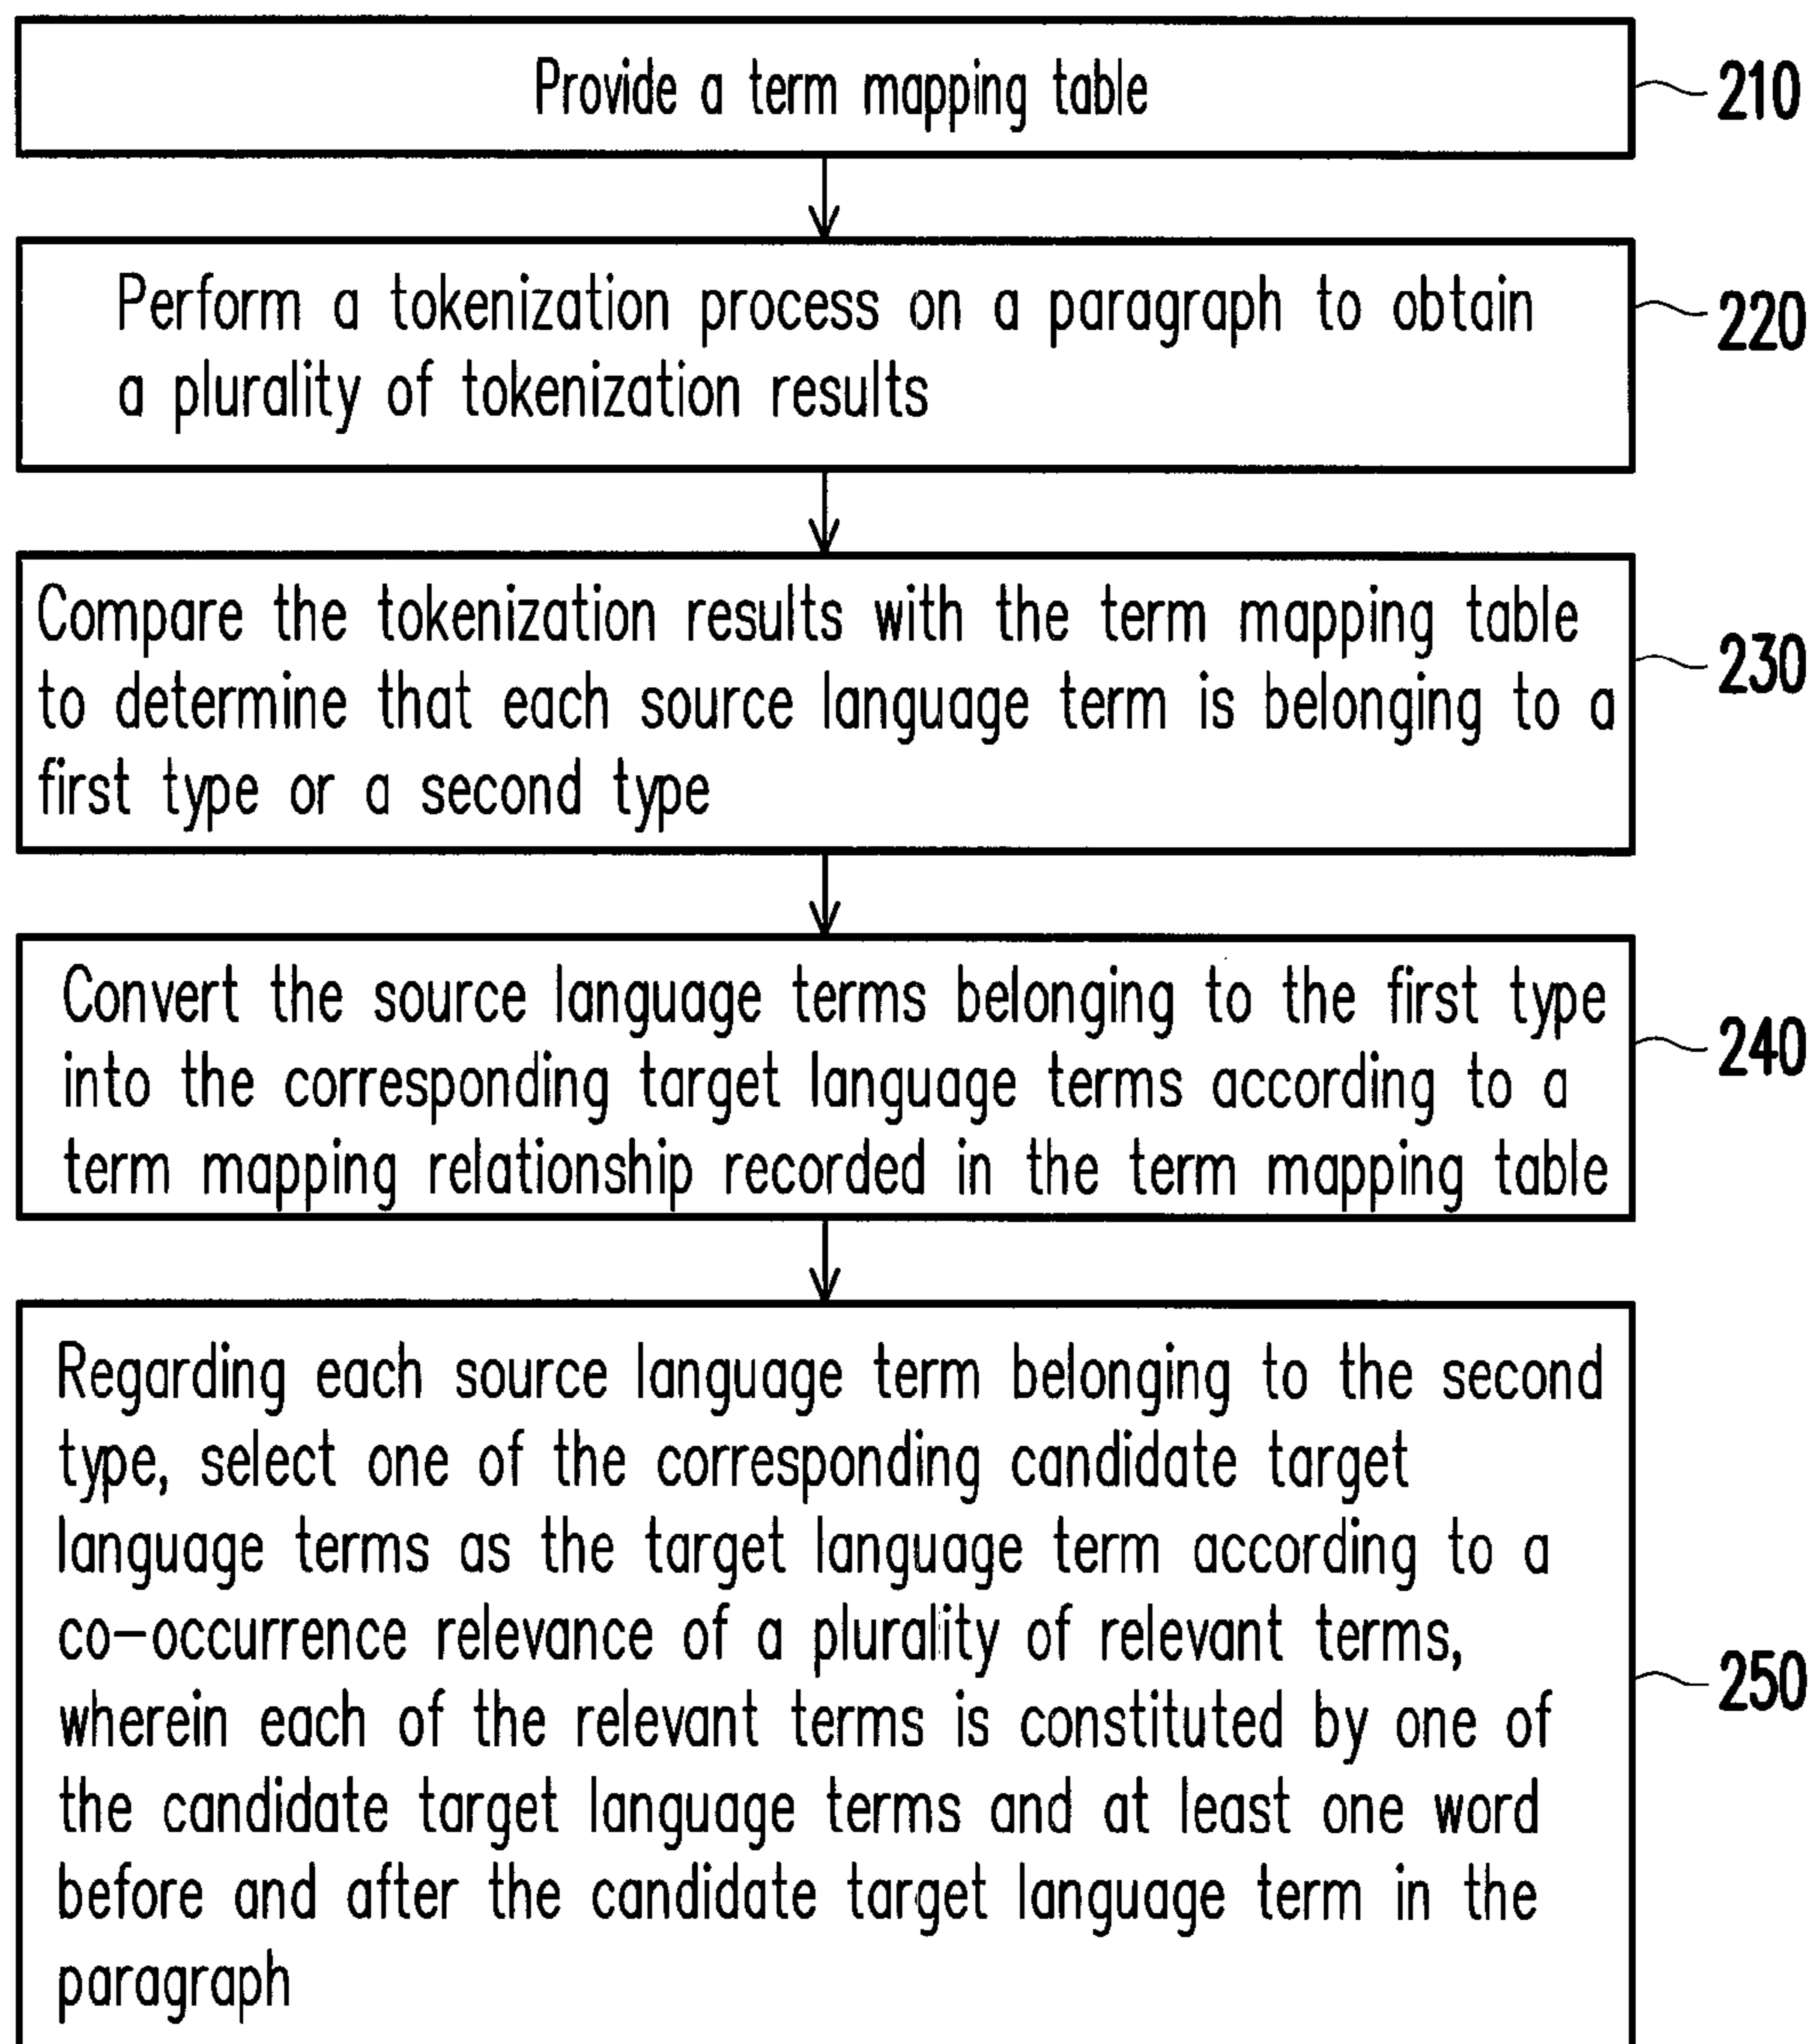 Provide a term mapping table
210
Perform a tokenization process on a paragraph to obtain
a plurality of tokenization results
220
Compare the tokenization results with the term mapping table
to determine that each source language term is belonging to a
first type or a second type
230
Convert the source language terms belonging to the first type
into the corresponding target language terms according to a
term mapping relationship recorded in the term mapping table
240
Regarding each source language term belonging to the second
type, select one of the corresponding candidate target
language terms as the target language term according to a
co-occurrence relevance of a plurality of relevant terms,
wherein each of the relevant terms is constituted by one of
the candidate target language terms and at least one word
before and after the candidate target language term in the
paragraph
250